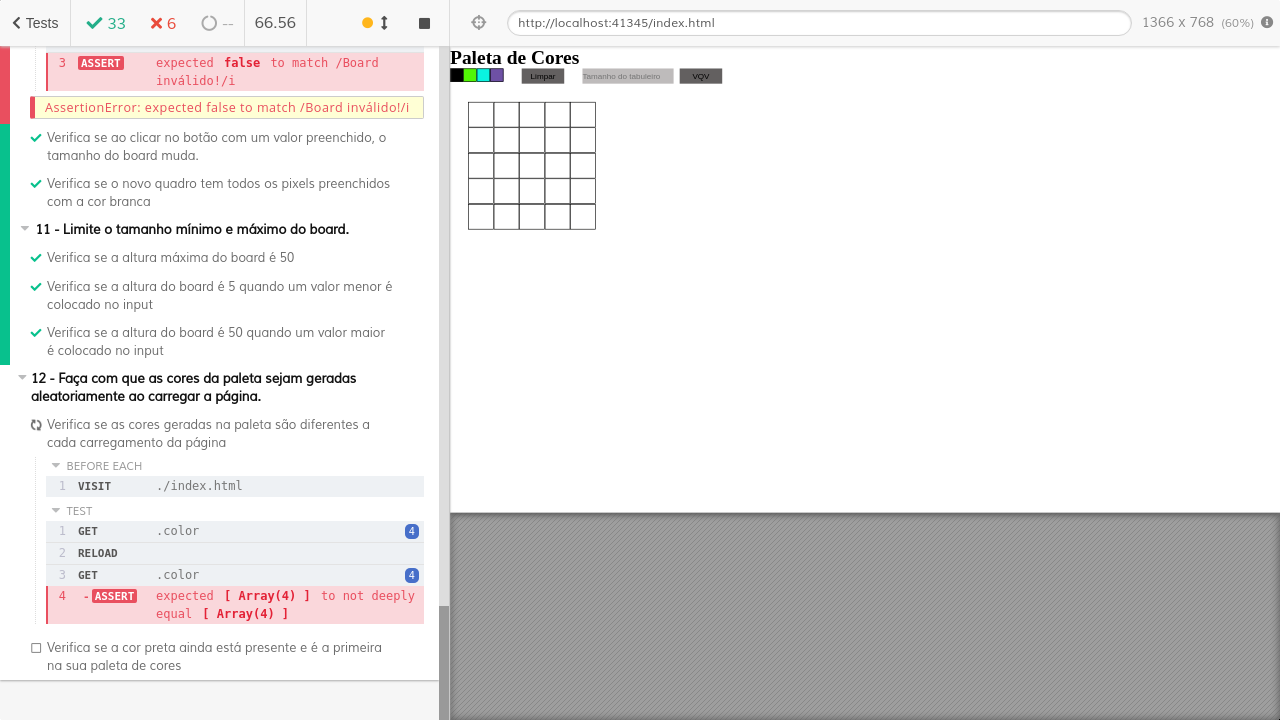 Tests
33
6
--
66.56
http://localhost:41345/index.html
1366 x 768 (60%)
3 ASSERT expected false to match /Board
inválido!/i
AssertionError: expected false to match /Board inválido!/i
Verifica se ao clicar no botão com um valor preenchido, o
tamanho do board muda.
Verifica se o novo quadro tem todos os pixels preenchidos
com a cor branca
11 - Limite o tamanho mínimo e máximo do board.
Verifica se a altura máxima do board é 50
Verifica se a altura do board é 5 quando um valor menor é
colocado no input
Verifica se a altura do board é 50 quando um valor maior
é colocado no input
12 - Faça com que as cores da paleta sejam geradas
aleatoriamente ao carregar a página.
Verifica se as cores geradas na paleta são diferentes a
cada carregamento da página
BEFORE EACH
1 VISIT ./index.html
TEST
1 GET .color 4
2 RELOAD
3 GET .color 4
4 -ASSERT expected [ Array(4) ] to not deeply
equal [ Array(4) ]
Verifica se a cor preta ainda está presente e é a primeira
na sua paleta de cores
Paleta de Cores
Limpar
Tamanho do tabuleiro
VQV